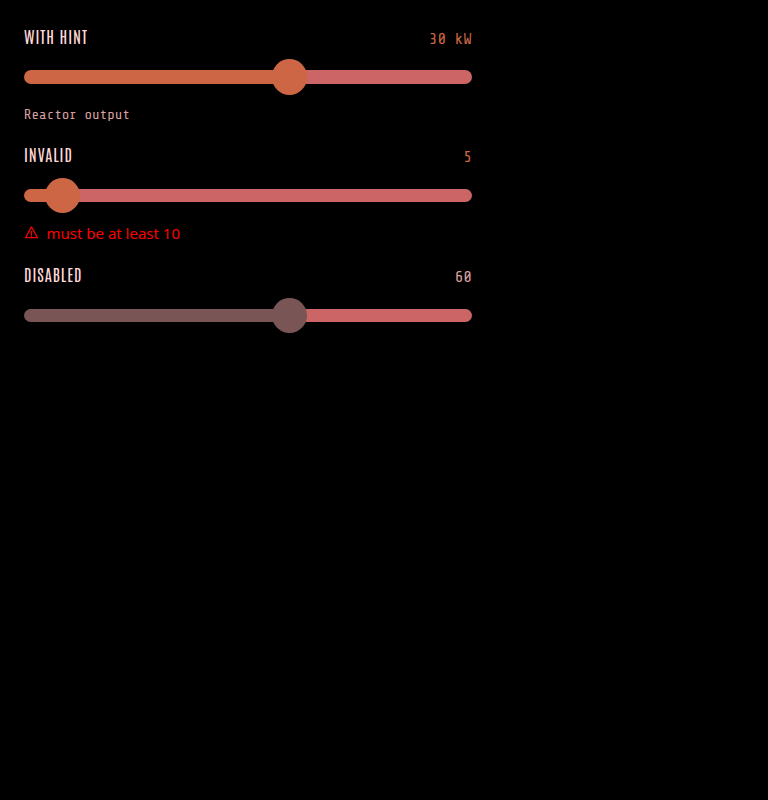 WITH HINT 30 kW
Reactor output
INVALID 5
⚠ must be at least 10
DISABLED 60